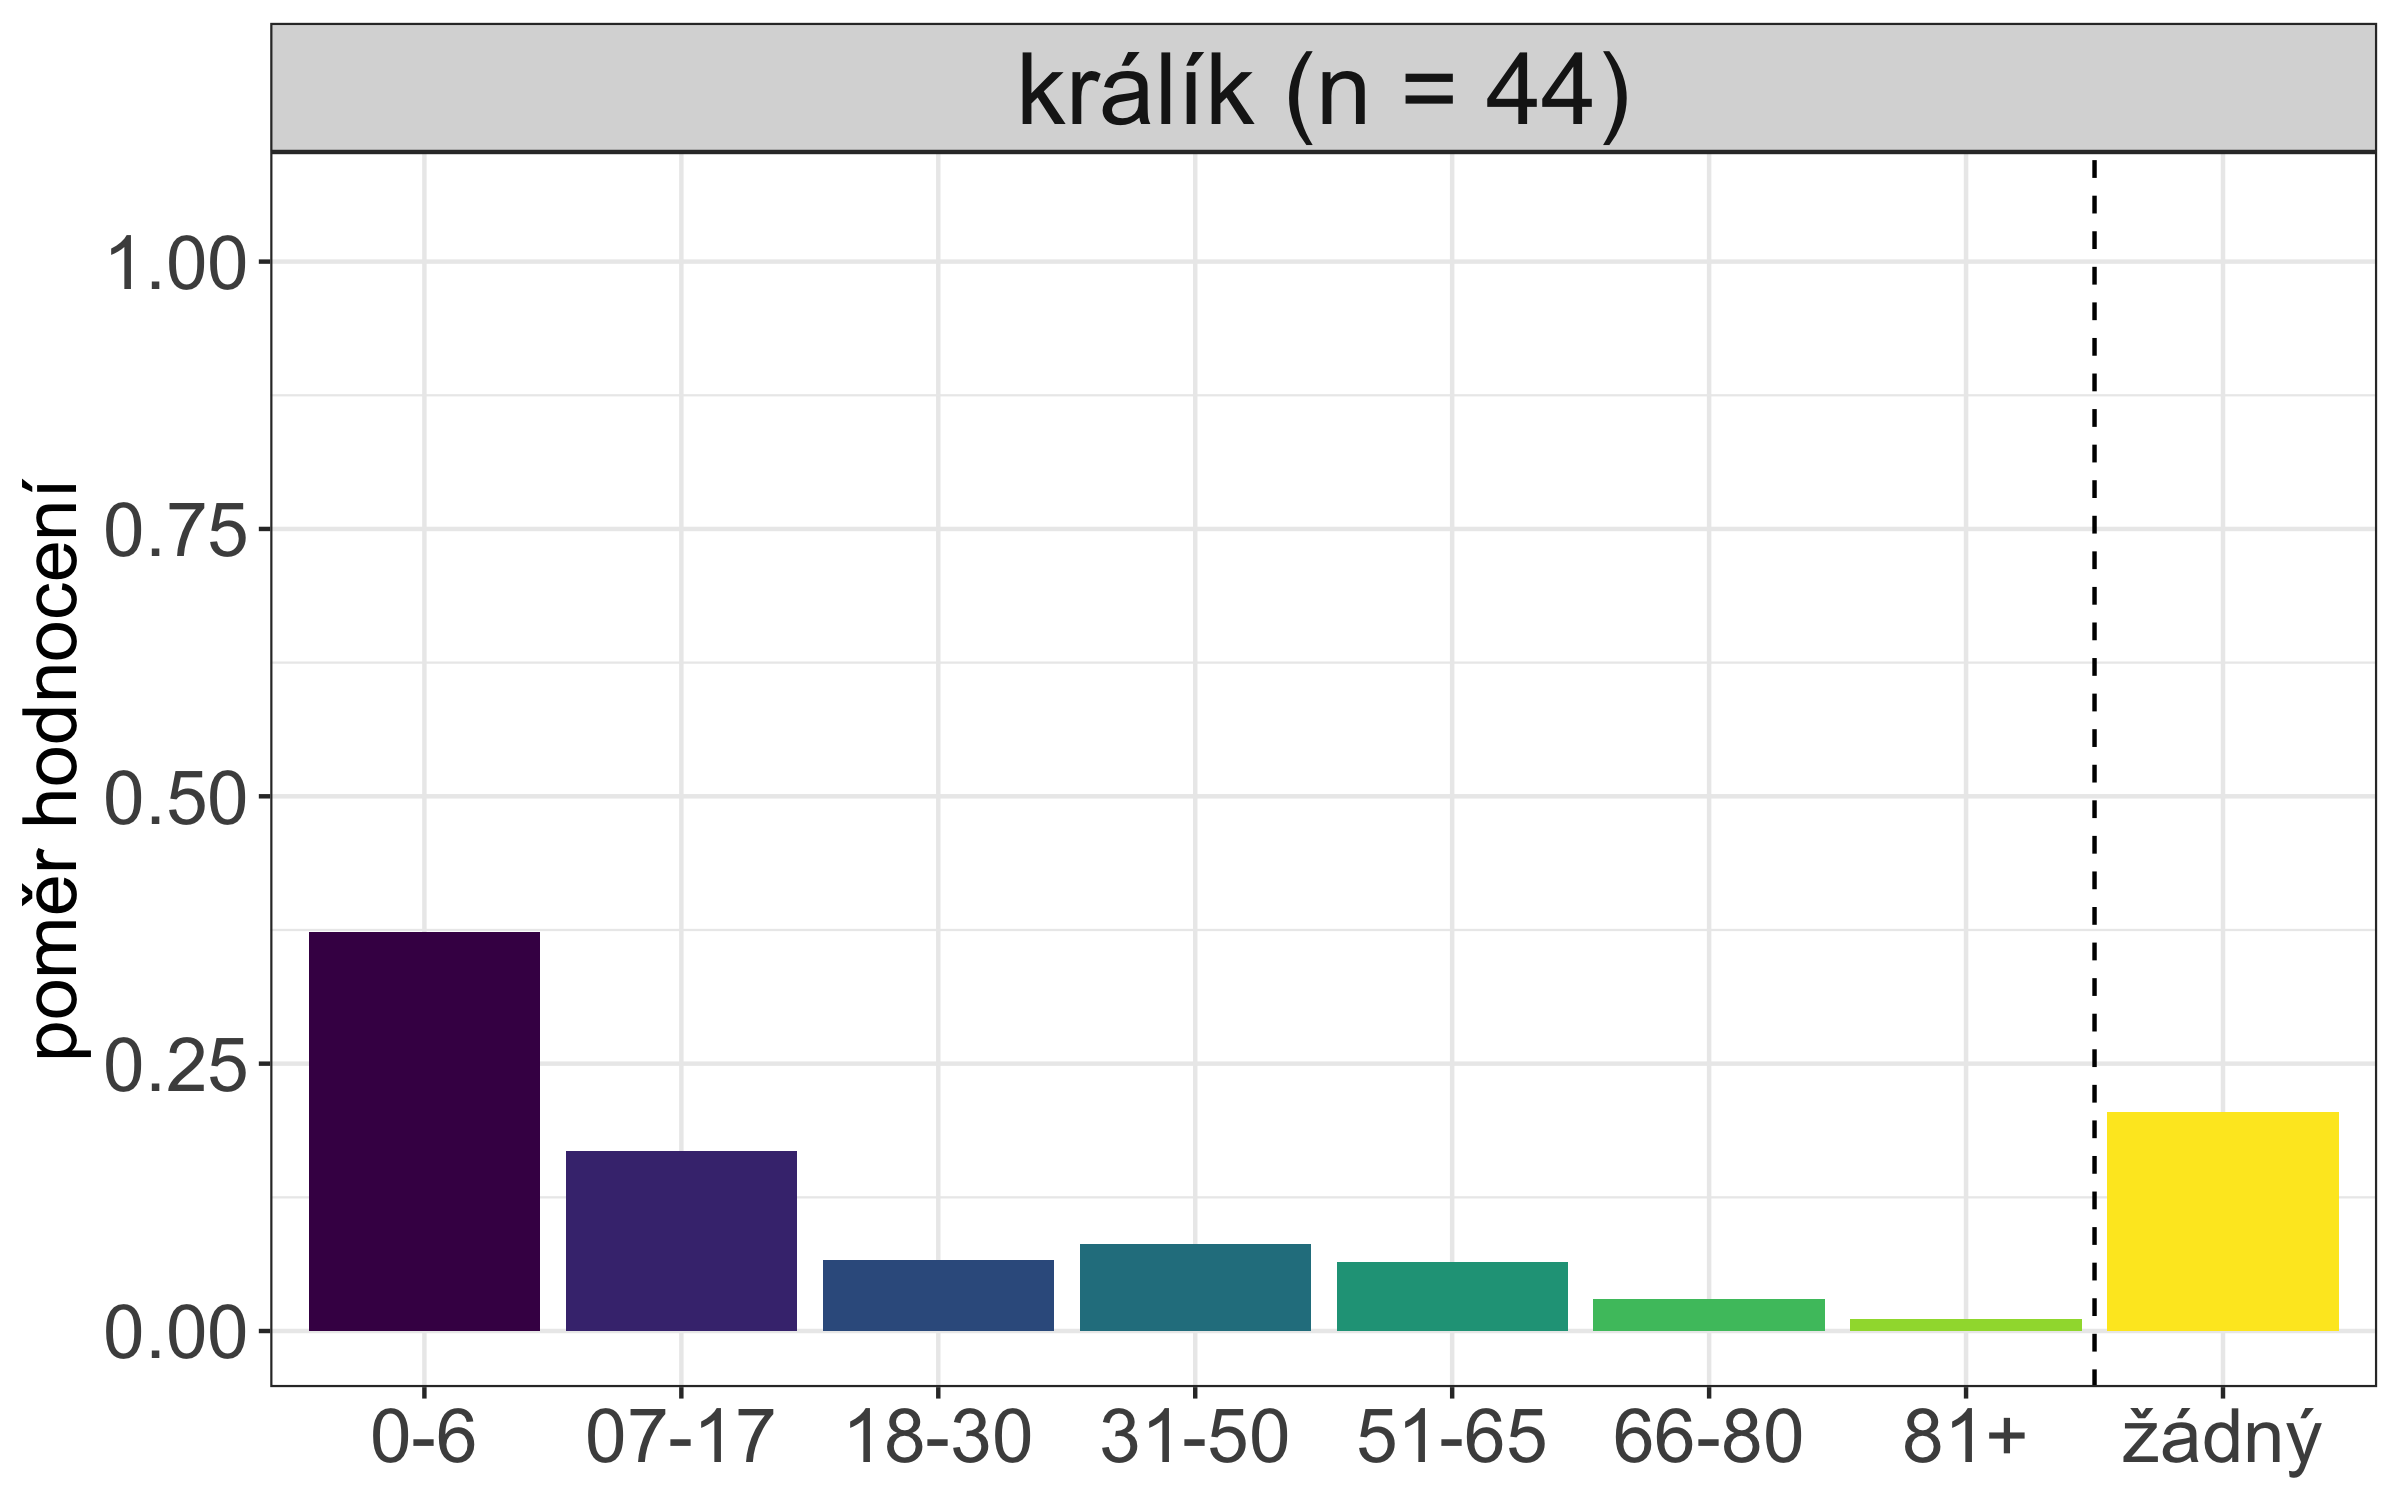 králík (n = 44)
poměr hodnocení
1.00
0.75
0.50
0.25
0.00
0-6 07-17 18-30 31-50 51-65 66-80 81+ žádný